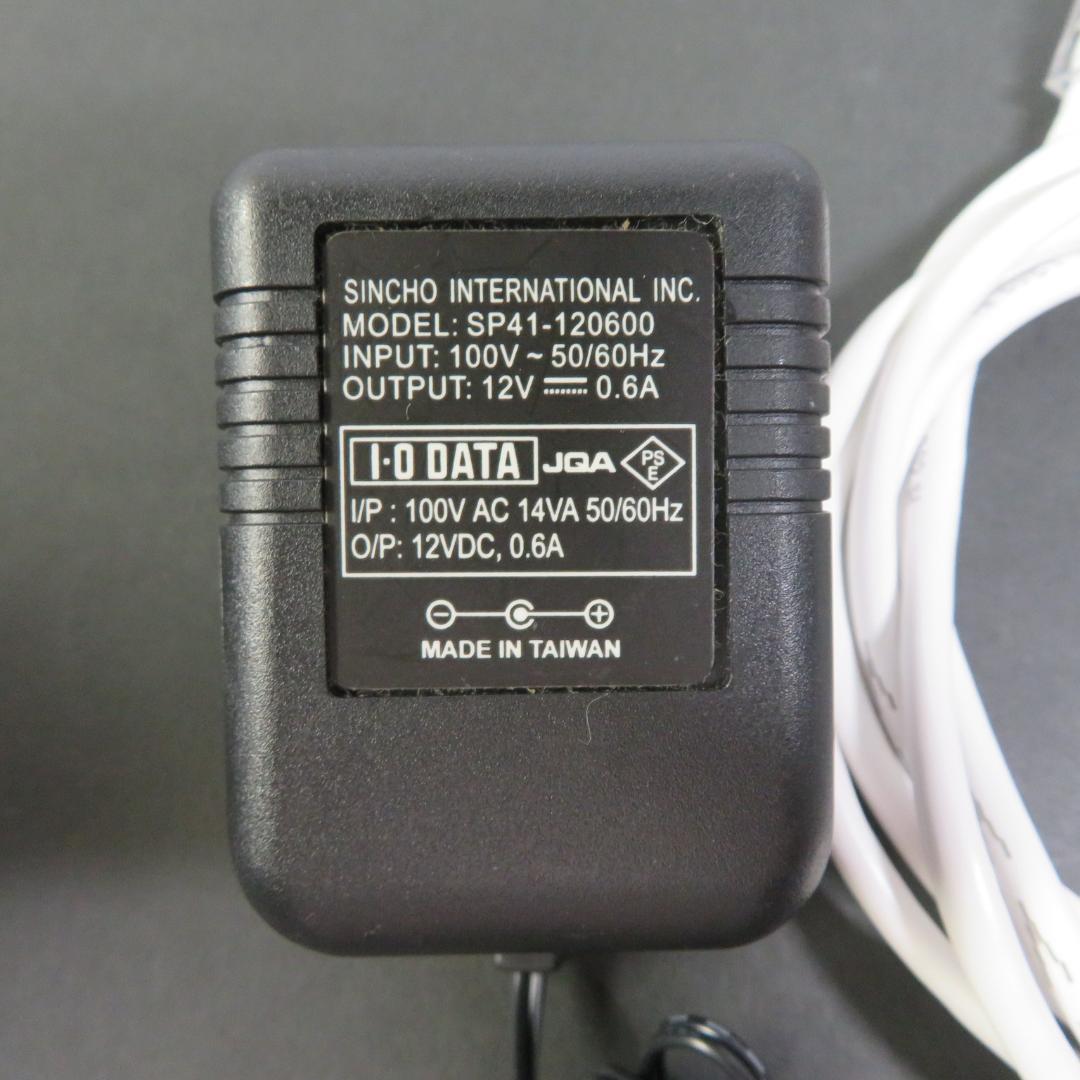 SINCHO INTERNATIONAL INC.
MODEL: SP41-120600
INPUT: 100V ~ 50/60Hz
OUTPUT: 12V ⎓ 0.6A
I·O DATA JQA PSE
I/P : 100V AC 14VA 50/60Hz
O/P: 12VDC, 0.6A
MADE IN TAIWAN